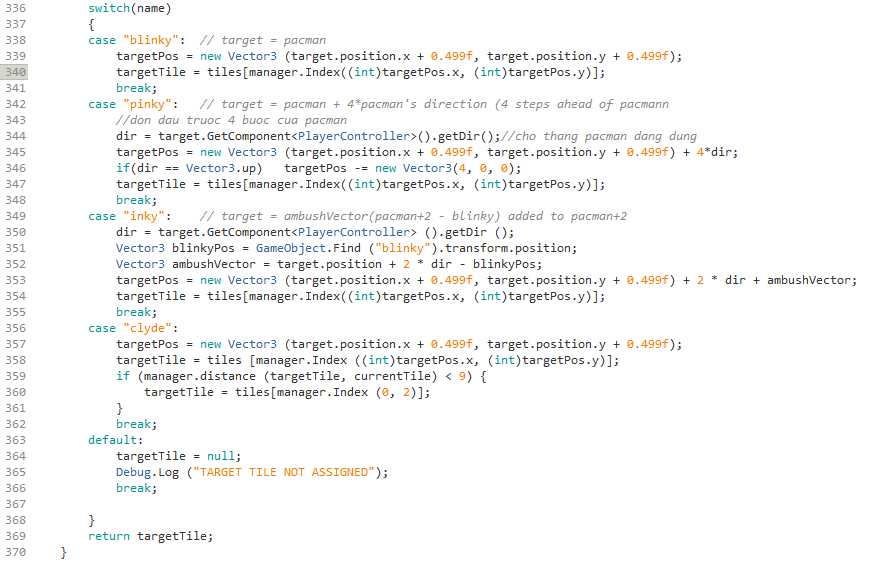 336 switch(name)
337 {
338 case "blinky":  // target = pacman
339 targetPos = new Vector3 (target.position.x + 0.499f, target.position.y + 0.499f);
340 targetTile = tiles[manager.Index((int)targetPos.x, (int)targetPos.y)];
341 break;
342 case "pinky":   // target = pacman + 4*pacman's direction (4 steps ahead of pacmann
343 //don dau truoc 4 buoc cua pacman
344 dir = target.GetComponent<PlayerController>().getDir();//cho thang pacman dang dung
345 targetPos = new Vector3 (target.position.x + 0.499f, target.position.y + 0.499f) + 4*dir;
346 if(dir == Vector3.up)   targetPos -= new Vector3(4, 0, 0);
347 targetTile = tiles[manager.Index((int)targetPos.x, (int)targetPos.y)];
348 break;
349 case "inky":    // target = ambushVector(pacman+2 - blinky) added to pacman+2
350 dir = target.GetComponent<PlayerController> ().getDir ();
351 Vector3 blinkyPos = GameObject.Find ("blinky").transform.position;
352 Vector3 ambushVector = target.position + 2 * dir - blinkyPos;
353 targetPos = new Vector3 (target.position.x + 0.499f, target.position.y + 0.499f) + 2 * dir + ambushVector;
354 targetTile = tiles[manager.Index((int)targetPos.x, (int)targetPos.y)];
355 break;
356 case "clyde":
357 targetPos = new Vector3 (target.position.x + 0.499f, target.position.y + 0.499f);
358 targetTile = tiles [manager.Index ((int)targetPos.x, (int)targetPos.y)];
359 if (manager.distance (targetTile, currentTile) < 9) {
360 targetTile = tiles[manager.Index (0, 2)];
361 }
362 break;
363 default:
364 targetTile = null;
365 Debug.Log ("TARGET TILE NOT ASSIGNED");
366 break;
367
368 }
369 return targetTile;
370 }